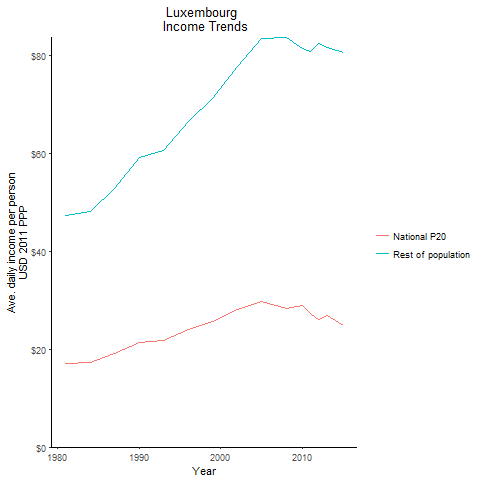 Luxembourg
Income Trends
Ave. daily income per person
USD 2011 PPP
$80
$60
$40
$20
$0
1980
1990
2000
2010
Year
National P20
Rest of population